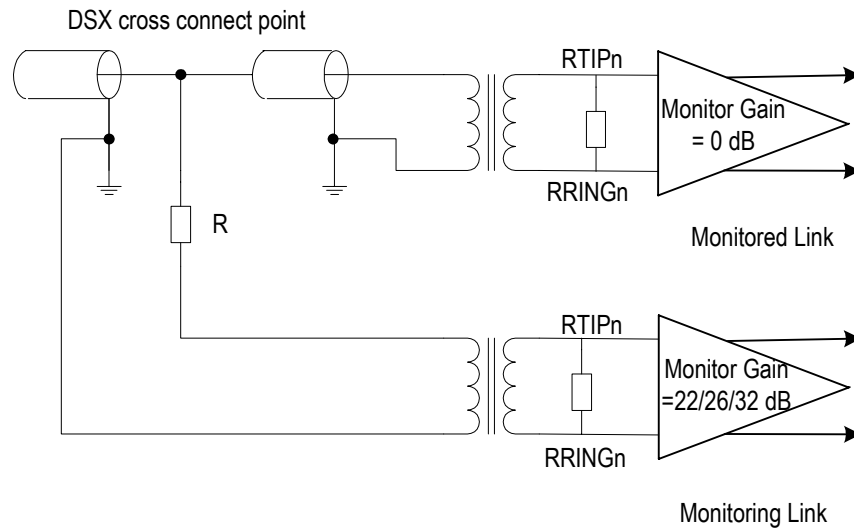 DSX cross connect point
RTIPn
Monitor Gain
= 0 dB
RRINGn
Monitored Link
R
RTIPn
Monitor Gain
=22/26/32 dB
RRINGn
Monitoring Link